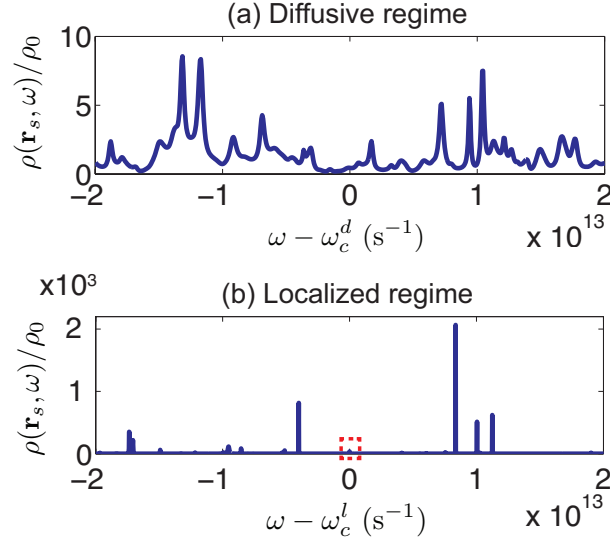 (a) Diffusive regime
ρ(r_s, ω)/ρ_0
10
5
0
−2 −1 0 1 2
ω − ω_c^d (s^−1) x 10^13
x10^3 (b) Localized regime
ρ(r_s, ω)/ρ_0
2
1
0
−2 −1 0 1 2
ω − ω_c^l (s^−1) x 10^13